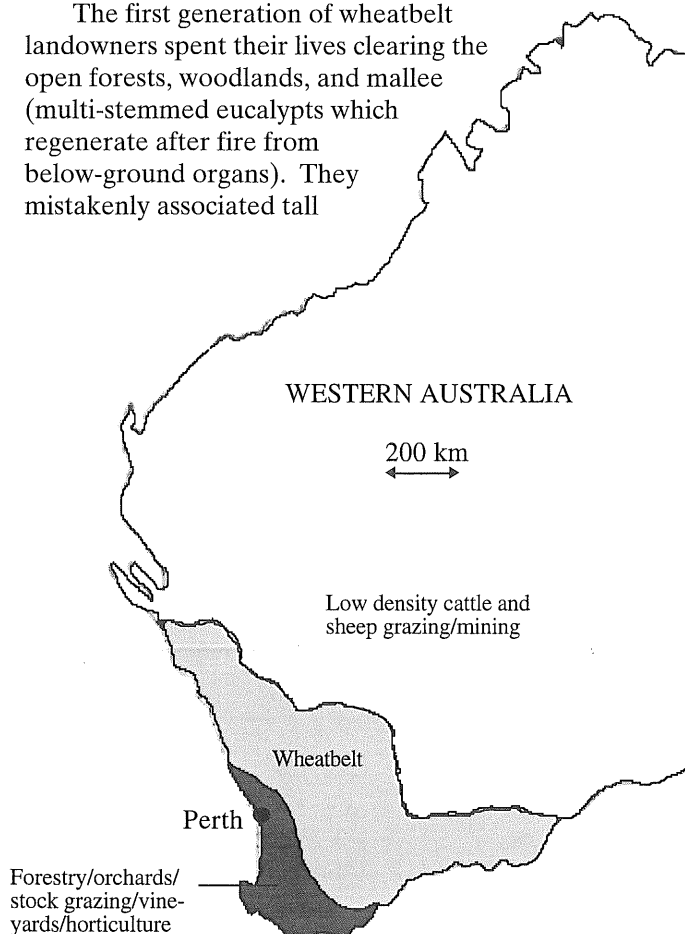 The first generation of wheatbelt
landowners spent their lives clearing the
open forests, woodlands, and mallee
(multi-stemmed eucalypts which
regenerate after fire from
below-ground organs). They
mistakenly associated tall
WESTERN AUSTRALIA
200 km
Low density cattle and
sheep grazing/mining
Wheatbelt
Perth
Forestry/orchards/
stock grazing/vine-
yards/horticulture